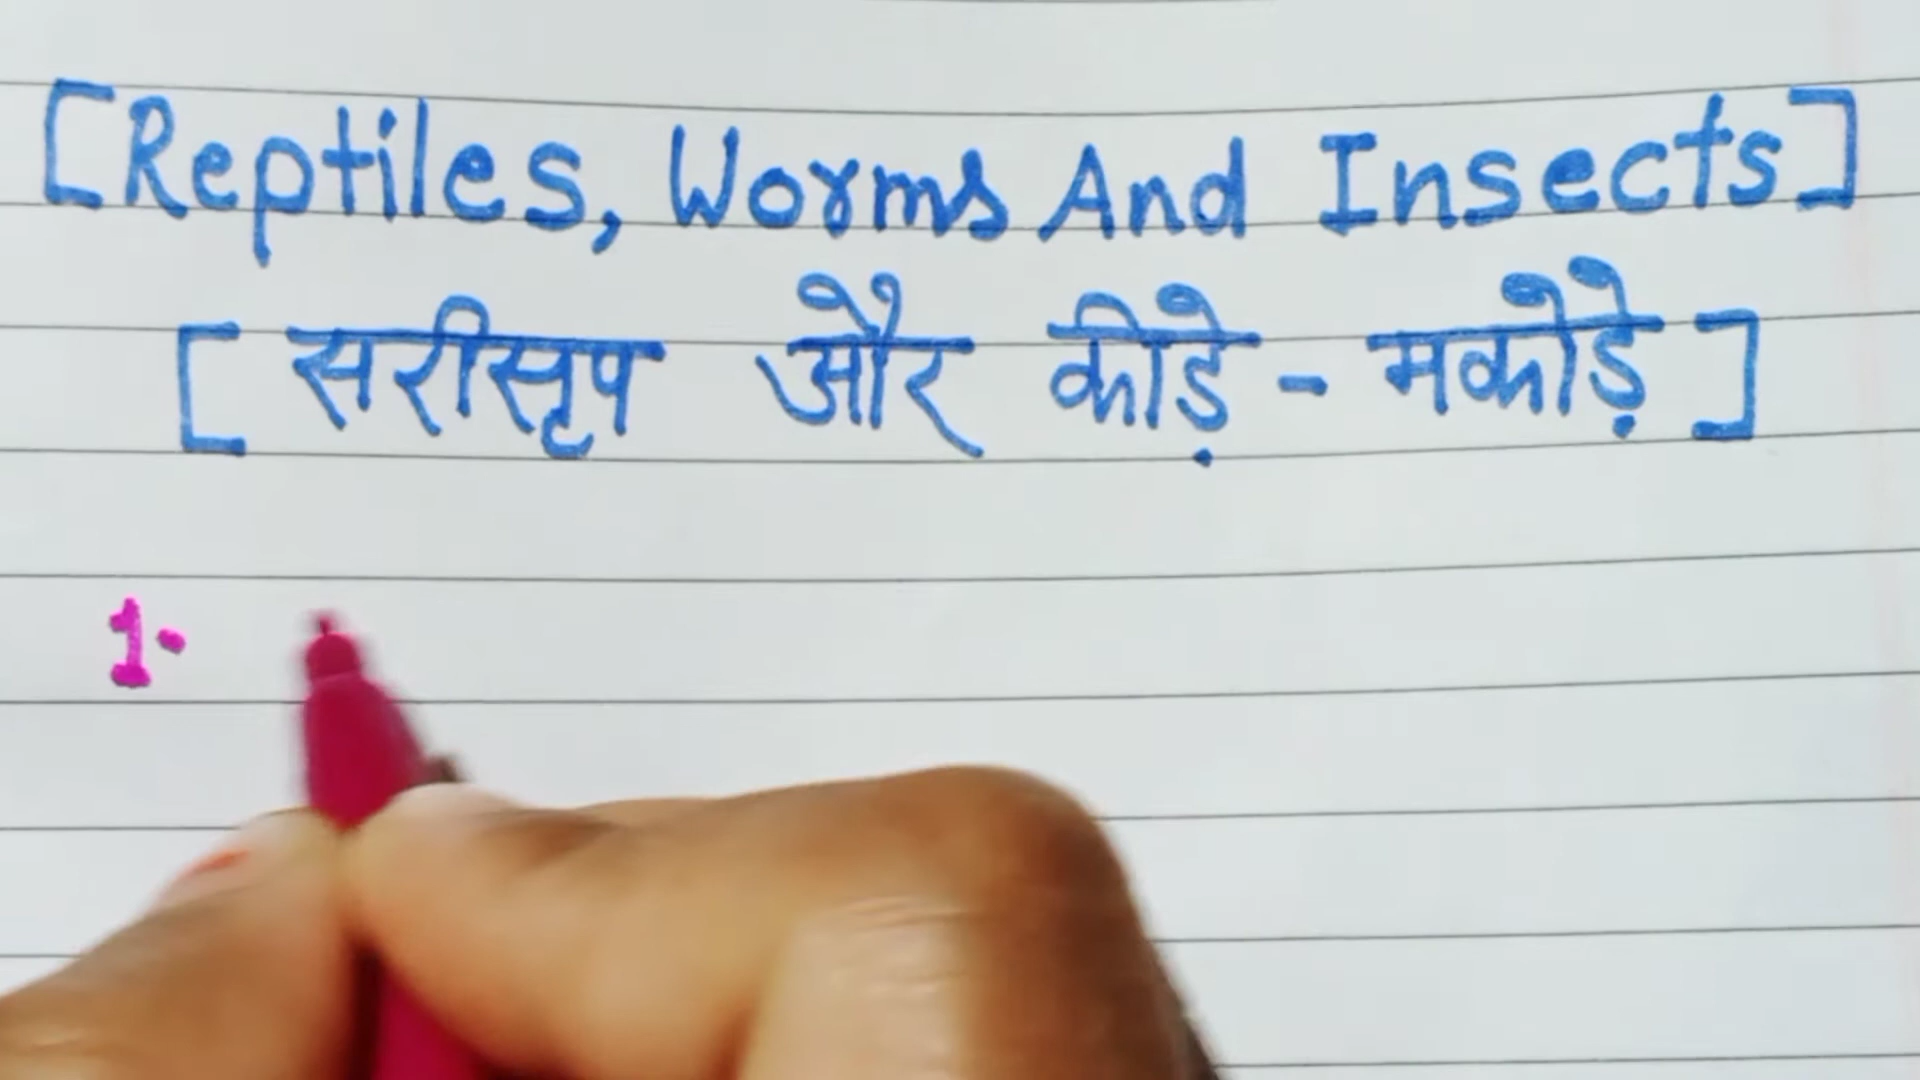 [Reptiles, Worms And Insects]
[सरीसृप और कीड़े - मकोड़े]
1.